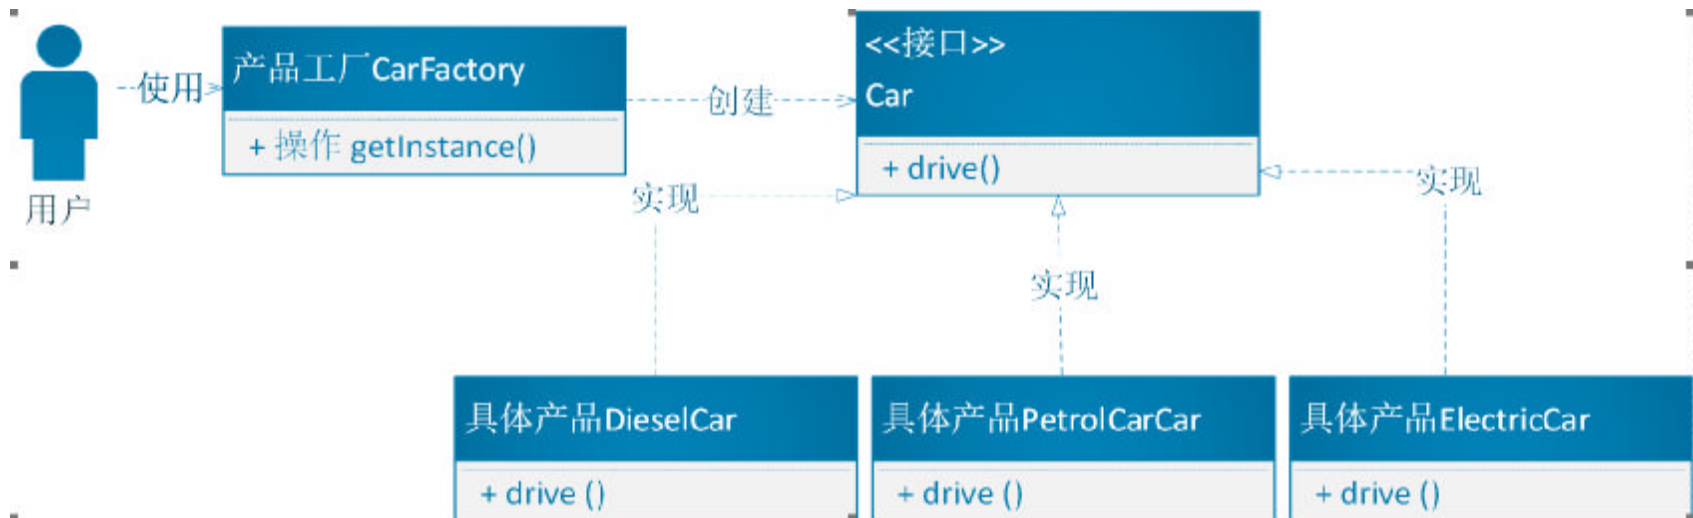 用户
使用
产品工厂CarFactory
+ 操作 getInstance()
创建
<<接口>>
Car
+ drive()
实现
实现
实现
具体产品DieselCar
+ drive ()
具体产品PetrolCarCar
+ drive ()
具体产品ElectricCar
+ drive ()